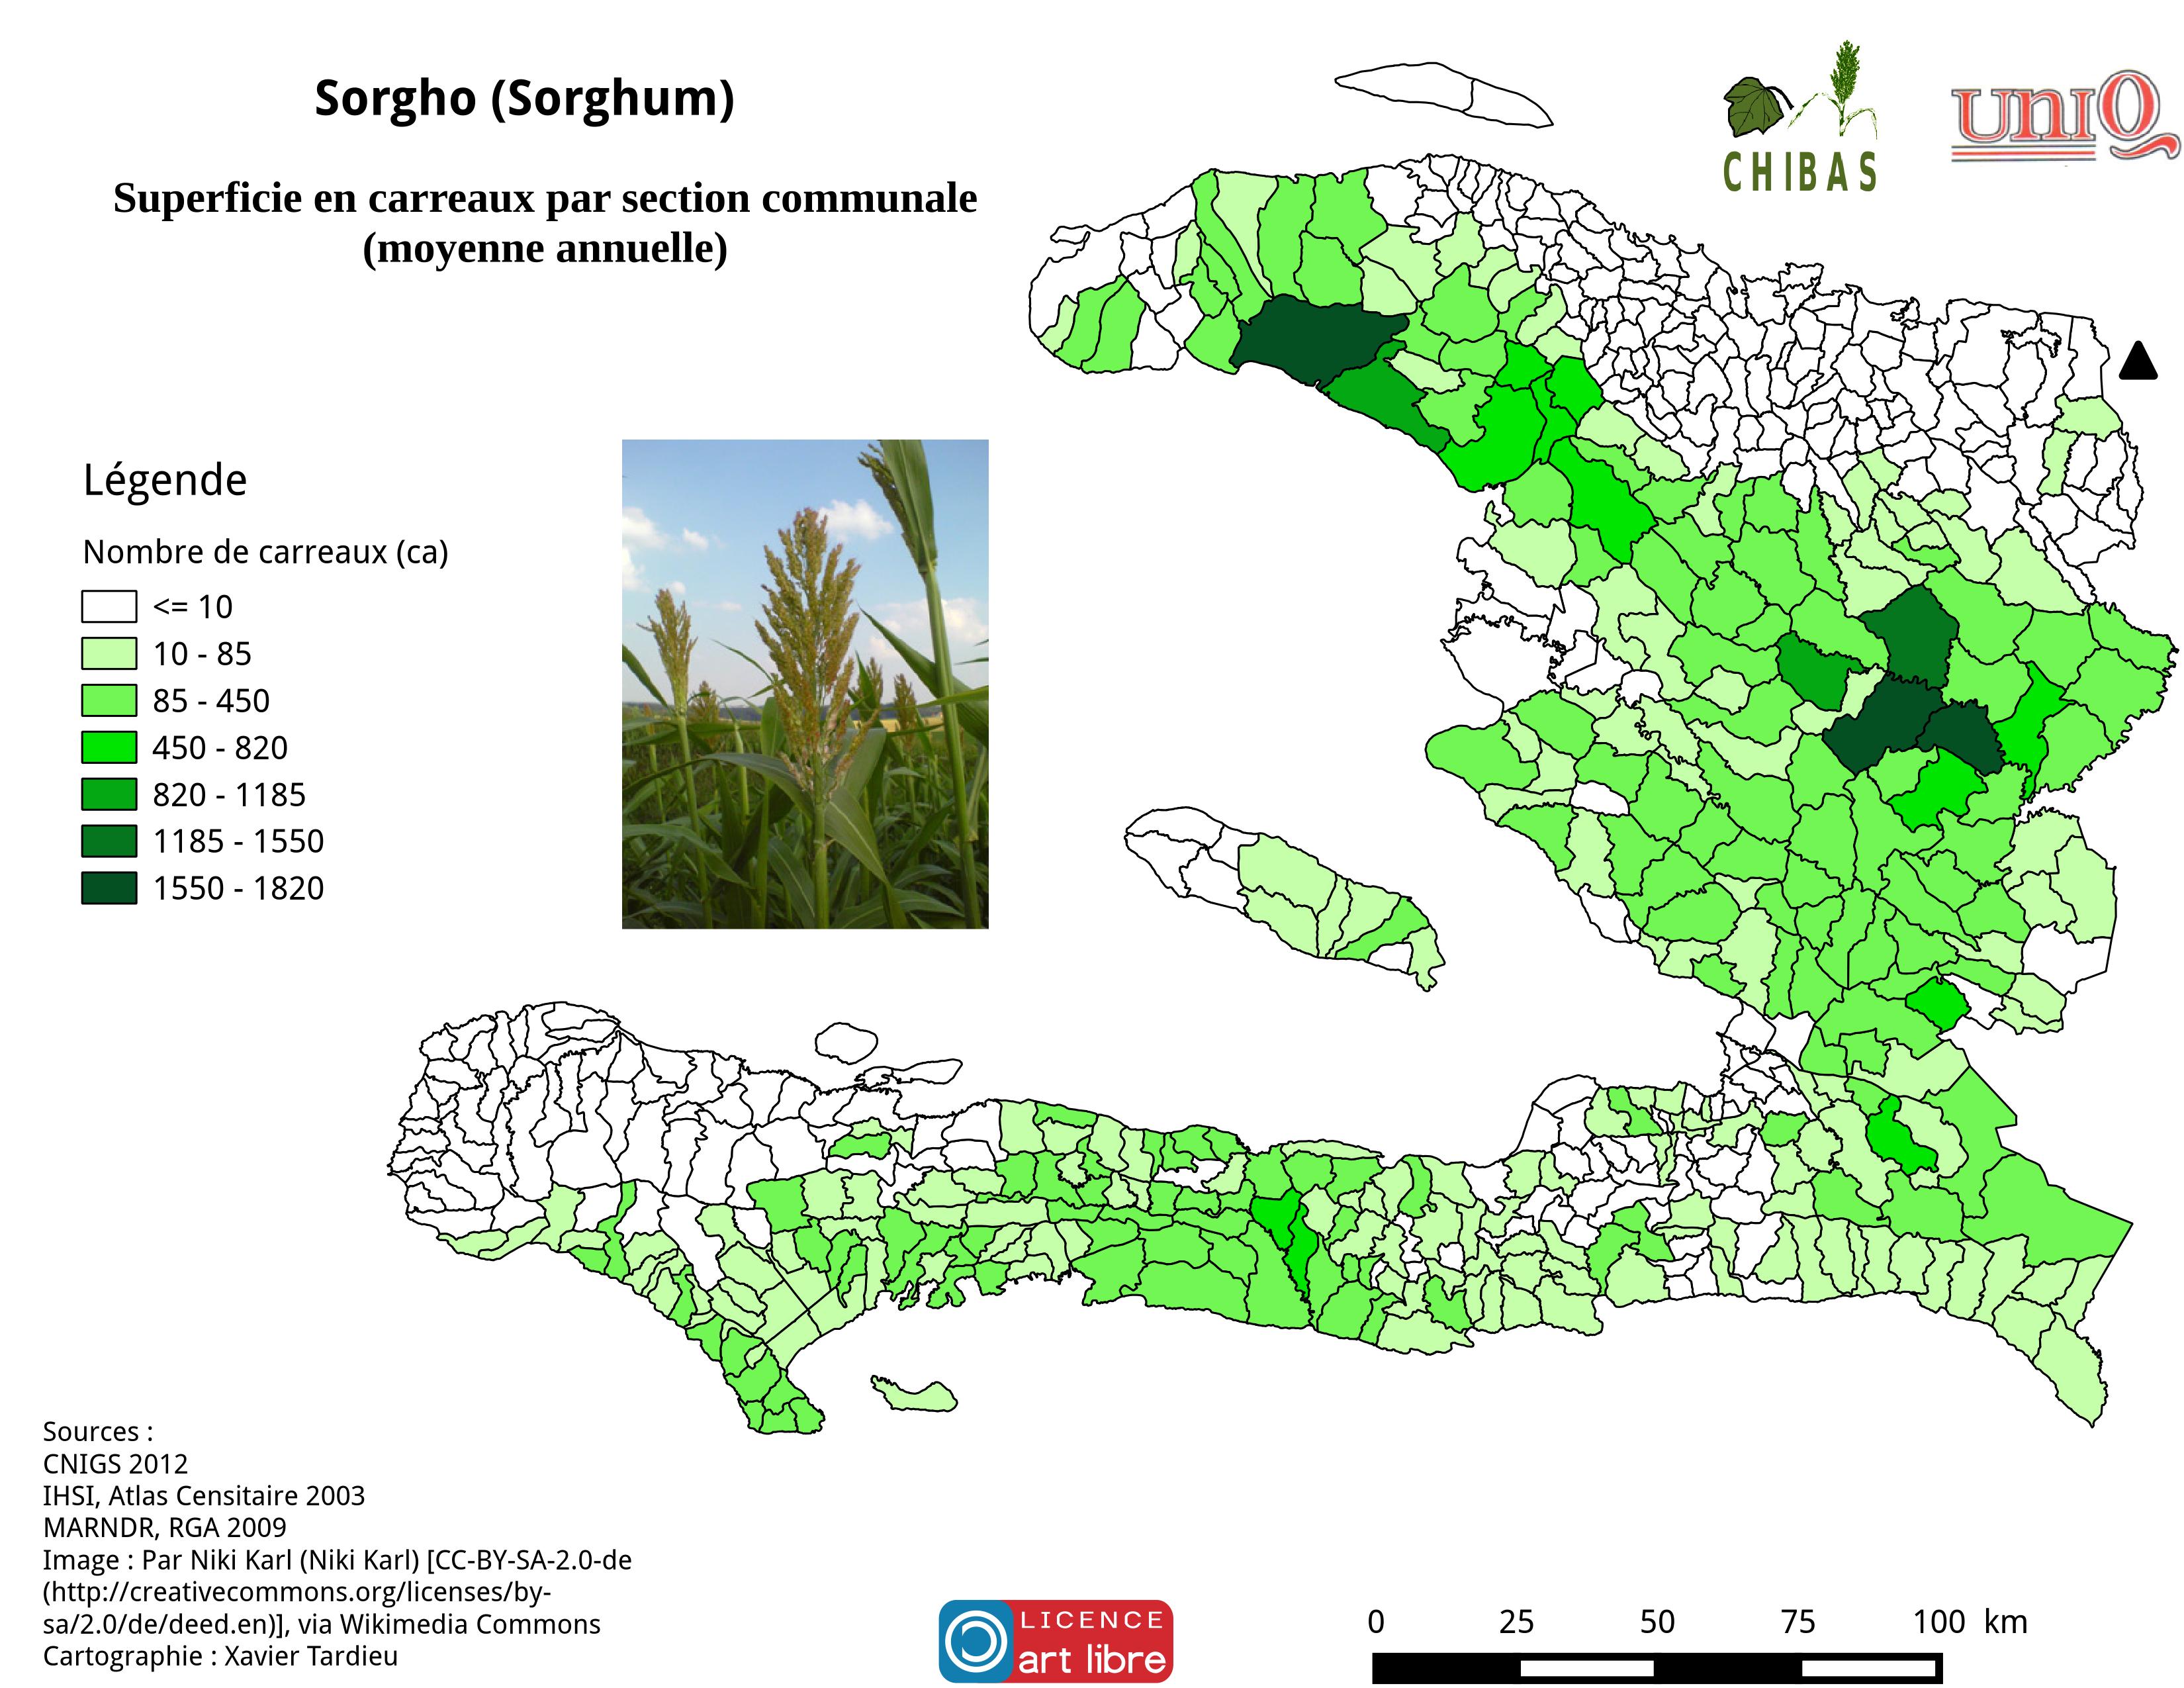 Sorgho (Sorghum)
Superficie en carreaux par section communale
(moyenne annuelle)
CHIBAS
UNIQ
Légende
Nombre de carreaux (ca)
<= 10
10 - 85
85 - 450
450 - 820
820 - 1185
1185 - 1550
1550 - 1820
Sources :
CNIGS 2012
IHSI, Atlas Censitaire 2003
MARNDR, RGA 2009
Image : Par Niki Karl (Niki Karl) [CC-BY-SA-2.0-de
(http://creativecommons.org/licenses/by-
sa/2.0/de/deed.en)], via Wikimedia Commons
Cartographie : Xavier Tardieu
LICENCE
art libre
0 25 50 75 100 km